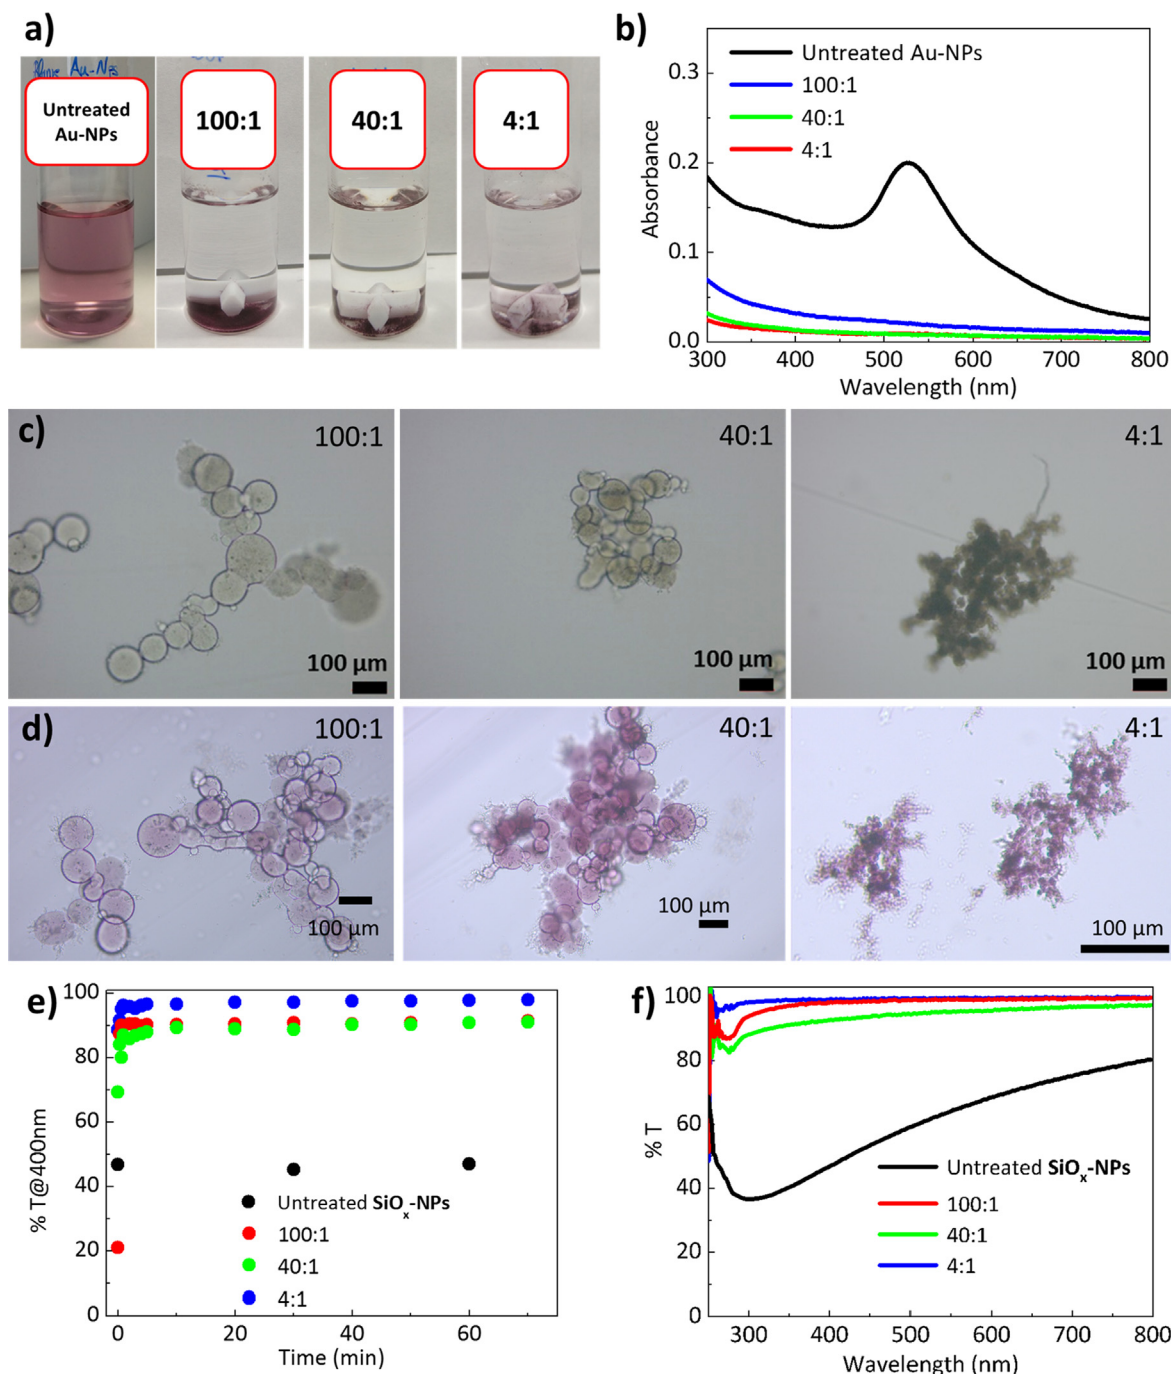 a)
Au-NPs
Untreated
Au-NPs
100:1
40:1
4:1
b)
Untreated Au-NPs
100:1
40:1
4:1
0.3
0.2
0.1
0.0
Absorbance
300 400 500 600 700 800
Wavelength (nm)
c)
100:1
100 µm
40:1
100 µm
4:1
100 µm
d)
100:1
100 µm
40:1
100 µm
4:1
100 µm
e)
100
80
60
40
20
0
% T@400nm
Untreated SiOₓ-NPs
100:1
40:1
4:1
0 20 40 60
Time (min)
f)
100
80
60
40
20
0
% T
Untreated SiOₓ-NPs
100:1
40:1
4:1
300 400 500 600 700 800
Wavelength (nm)